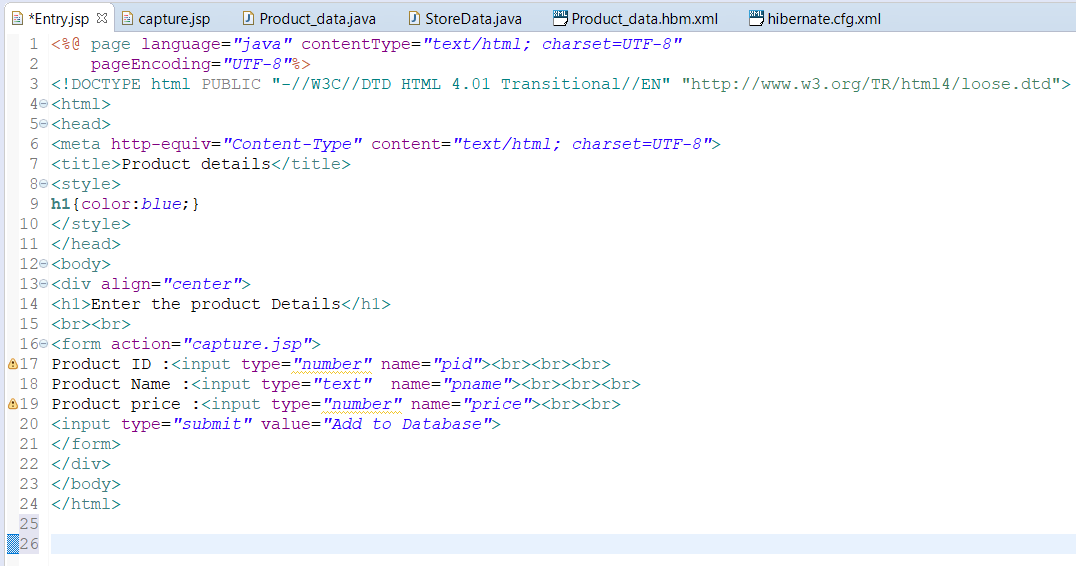 *Entry.jsp capture.jsp Product_data.java StoreData.java Product_data.hbm.xml hibernate.cfg.xml
1 <%@ page language="java" contentType="text/html; charset=UTF-8"
2     pageEncoding="UTF-8"%>
3 <!DOCTYPE html PUBLIC "-//W3C//DTD HTML 4.01 Transitional//EN" "http://www.w3.org/TR/html4/loose.dtd">
4 <html>
5 <head>
6 <meta http-equiv="Content-Type" content="text/html; charset=UTF-8">
7 <title>Product details</title>
8 <style>
9 h1{color:blue;}
10 </style>
11 </head>
12 <body>
13 <div align="center">
14 <h1>Enter the product Details</h1>
15 <br><br>
16 <form action="capture.jsp">
17 Product ID :<input type="number" name="pid"><br><br><br>
18 Product Name :<input type="text"  name="pname"><br><br><br>
19 Product price :<input type="number" name="price"><br><br>
20 <input type="submit" value="Add to Database">
21 </form>
22 </div>
23 </body>
24 </html>
25
26